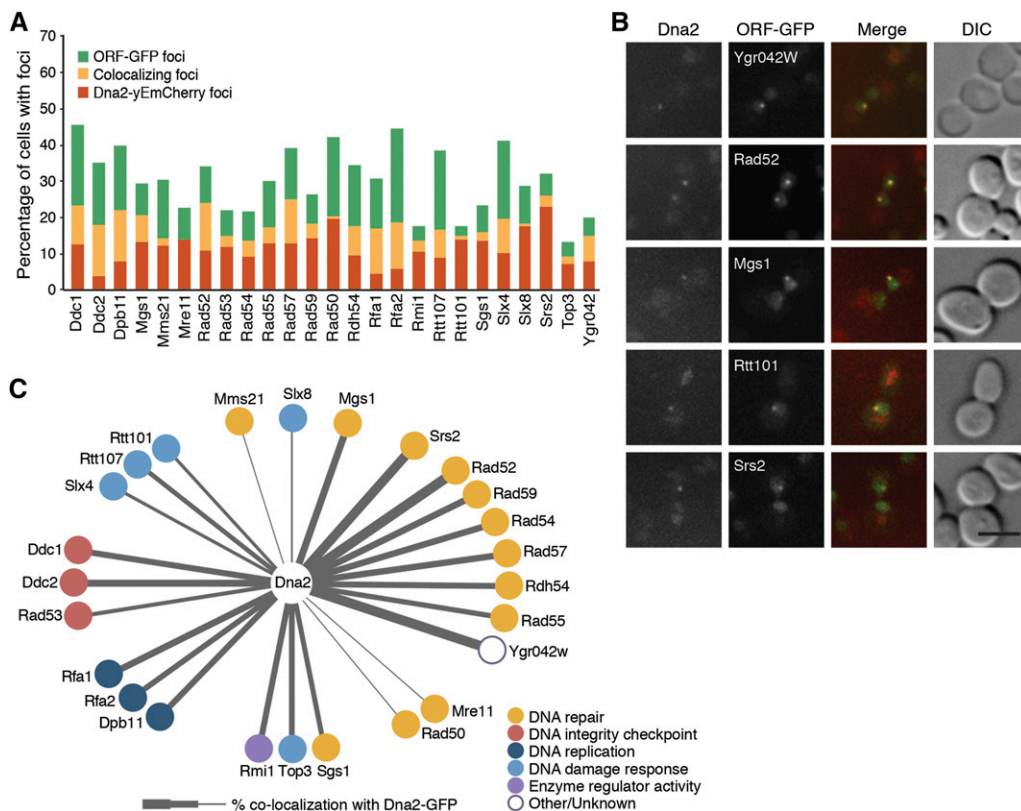 A
Percentage of cells with foci
70
60
50
40
30
20
10
0
ORF-GFP foci
Colocalizing foci
Dna2-yEmCherry foci
Ddc1
Ddc2
Dpb11
Mgs1
Mms21
Mre11
Rad52
Rad53
Rad54
Rad55
Rad57
Rad59
Rad50
Rdh54
Rfa1
Rfa2
Rmi1
Rtt107
Rtt101
Sgs1
Slx4
Slx8
Srs2
Top3
Ygr042
B
Dna2 ORF-GFP Merge DIC
Ygr042W
Rad52
Mgs1
Rtt101
Srs2
C
Mms21
Slx8
Mgs1
Srs2
Rad52
Rad59
Rad54
Rad57
Rdh54
Rad55
Ygr042w
Mre11
Rad50
Sgs1
Top3
Rmi1
Dpb11
Rfa2
Rfa1
Rad53
Ddc2
Ddc1
Slx4
Rtt107
Rtt101
Dna2
DNA repair
DNA integrity checkpoint
DNA replication
DNA damage response
Enzyme regulator activity
Other/Unknown
% co-localization with Dna2-GFP